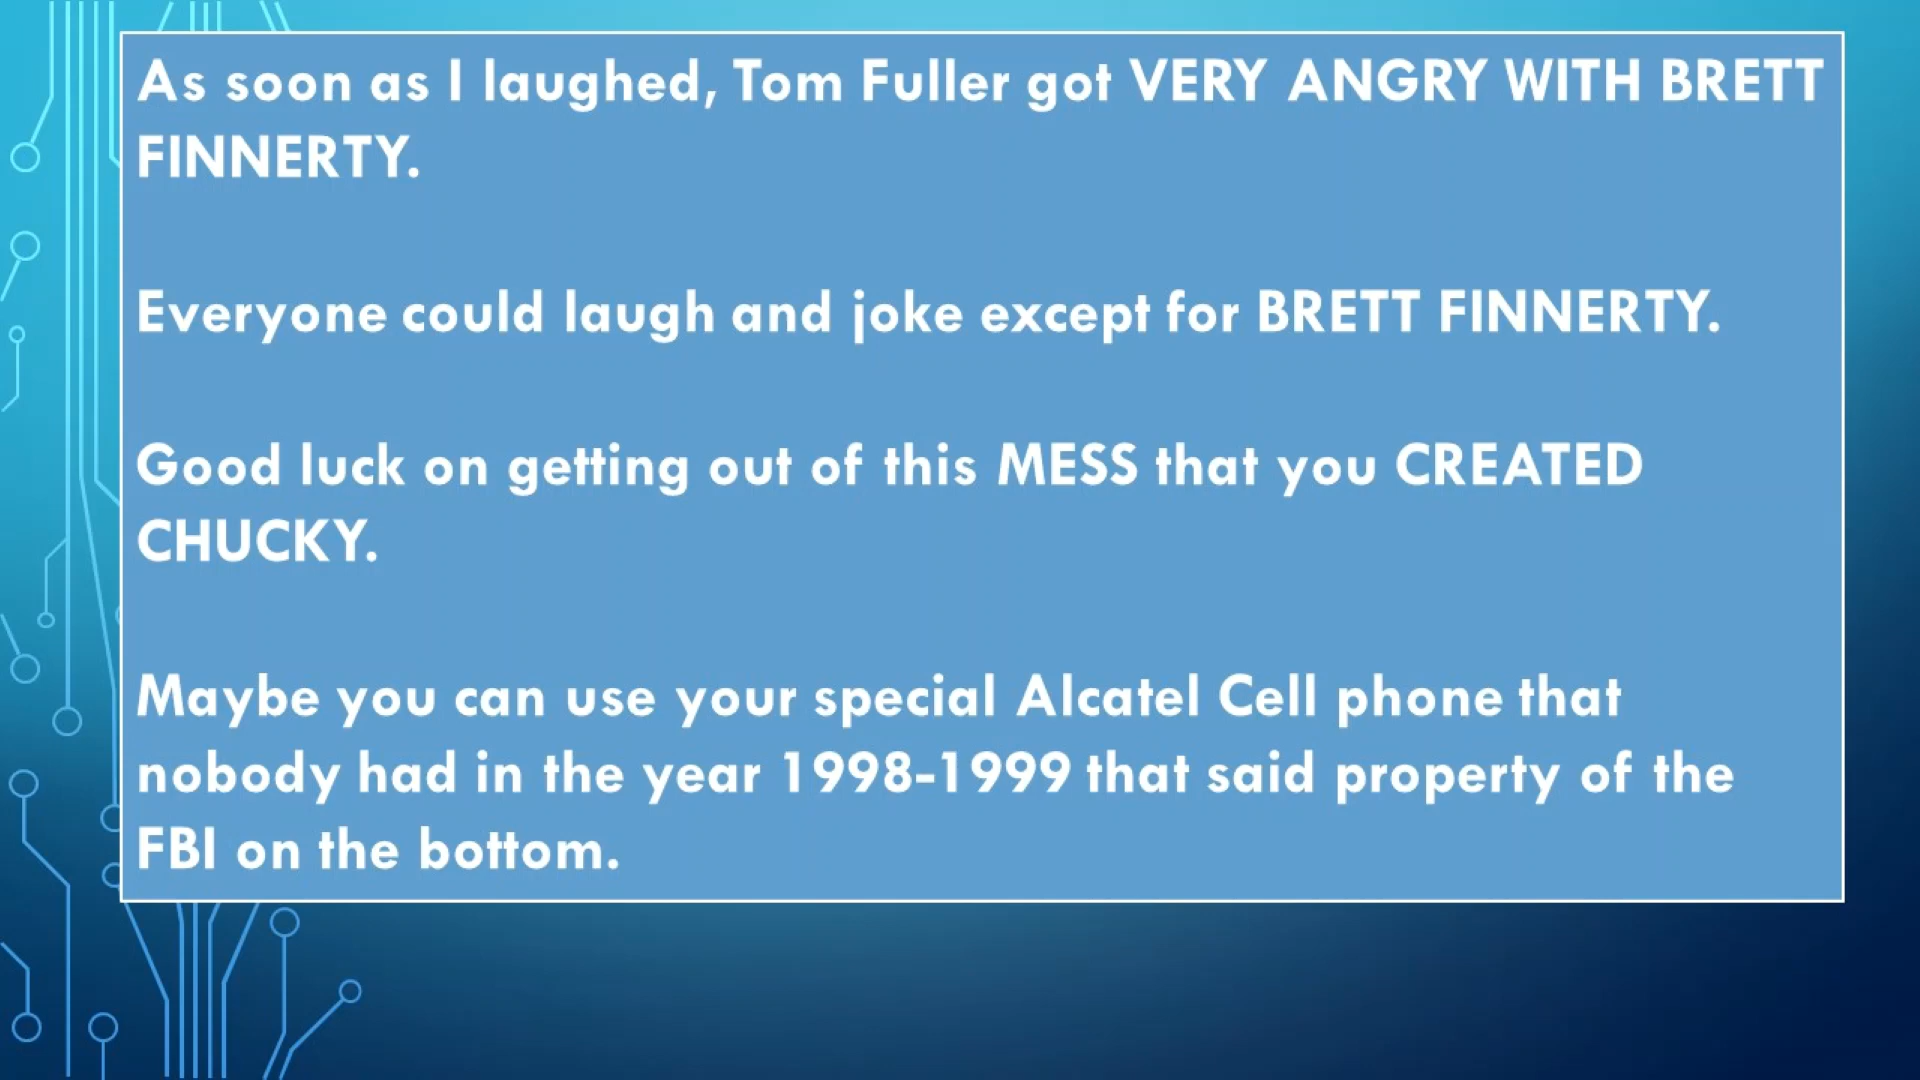 As soon as I laughed, Tom Fuller got VERY ANGRY WITH BRETT
FINNERTY.
Everyone could laugh and joke except for BRETT FINNERTY.
Good luck on getting out of this MESS that you CREATED
CHUCKY.
Maybe you can use your special Alcatel Cell phone that
nobody had in the year 1998-1999 that said property of the
FBI on the bottom.